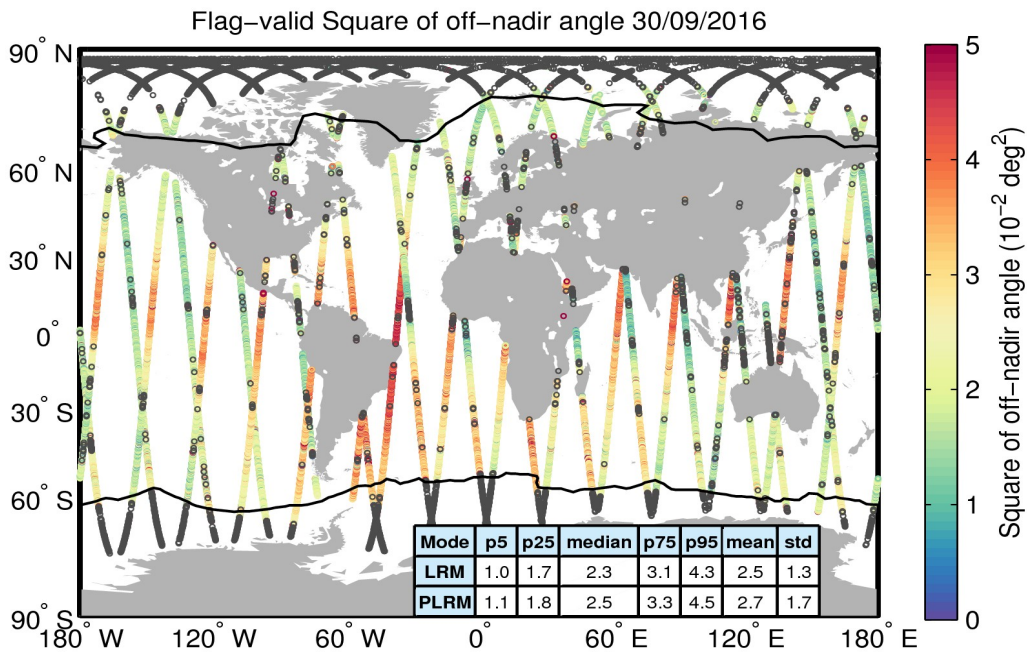 Flag−valid Square of off−nadir angle 30/09/2016
90° N
60° N
30° N
0°
30° S
60° S
90° S
180° W
120° W
60° W
0°
60° E
120° E
180° E
Mode p5 p25 median p75 p95 mean std
LRM 1.0 1.7 2.3 3.1 4.3 2.5 1.3
PLRM 1.1 1.8 2.5 3.3 4.5 2.7 1.7
5
4
3
2
1
0
Square of off−nadir angle (10⁻² deg²)